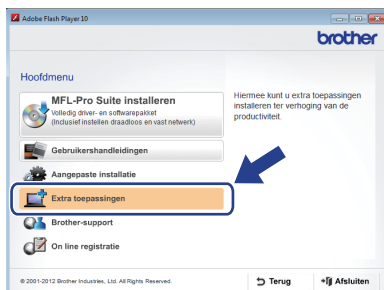 Adobe Flash Player 10
brother
Hoofdmenu
MFL-Pro Suite installeren
Volledig driver- en softwarepakket
(Inclusief instellen draadloos en vast netwerk)
Gebruikershandleidingen
Aangepaste installatie
Extra toepassingen
Brother-support
On line registratie
Hiermee kunt u extra toepassingen
installeren ter verhoging van de
productiviteit.
© 2001-2012 Brother Industries, Ltd. All Rights Reserved.
Terug
Afsluiten